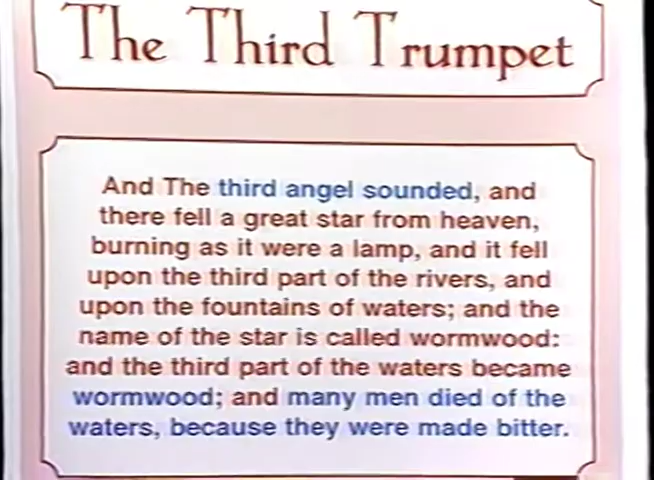 The Third Trumpet
And The third angel sounded, and
there fell a great star from heaven,
burning as it were a lamp, and it fell
upon the third part of the rivers, and
upon the fountains of waters; and the
name of the star is called wormwood:
and the third part of the waters became
wormwood; and many men died of the
waters, because they were made bitter.